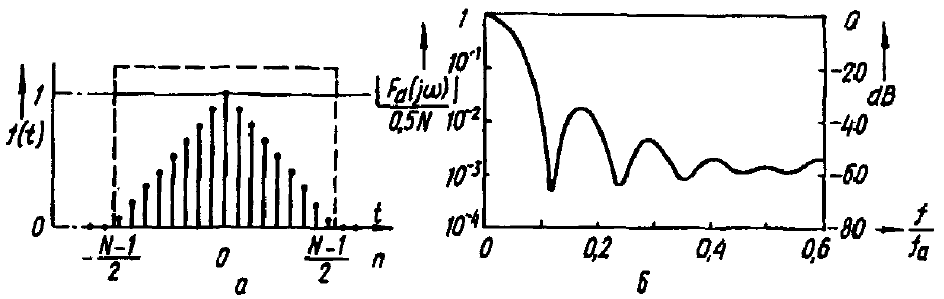 f(t)
1
0
-(N-1)/2
0
(N-1)/2
t
n
а
|F_a(jω)|/0,5N
1
10⁻¹
10⁻²
10⁻³
10⁻⁴
0
0,2
0,4
0,6
0
-20
-40
-60
-80
dB
f/f_a
б